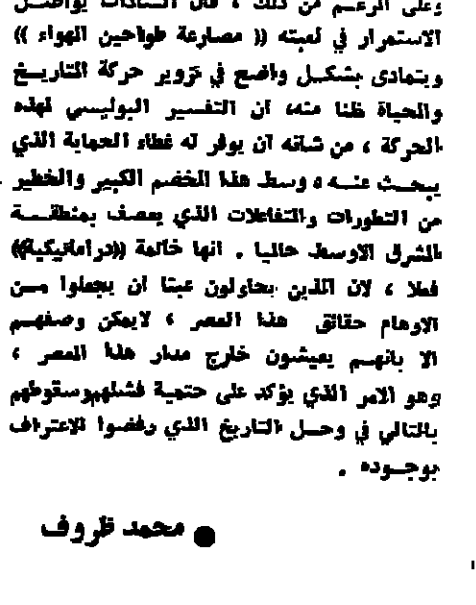 وعلى الرغم من ذلك ، فان السادات يواصل
الاستمرار في لعبته (( مصارعة طواحين الهواء ))
ويتمادى بشكل واضح في تزوير حركة التاريخ
والحياة ظنا منه، ان التفسير البوليسي لهذه
الحركة ، من شانه ان يوفر له غطاء الحماية الذي
يبحث عنه ، وسط هذا الخضم الكبير والخطير
من التطورات والتفاعلات الذي يعصف بمنطقة
الشرق الاوسط حاليا . انها خاتمة ((دراماتيكية))
فعلا ، لان الذين يحاولون عبثا ان يجعلوا من
الاوهام حقائق هذا العصر ، لايمكن وصفهم
الا بانهم يعيشون خارج مدار هذا العصر ،
وهو الامر الذي يؤكد على حتمية فشلهم وسقوطهم
بالتالي في وحل التاريخ الذي رفضوا الاعتراف
بوجوده .
● محمد ظروف